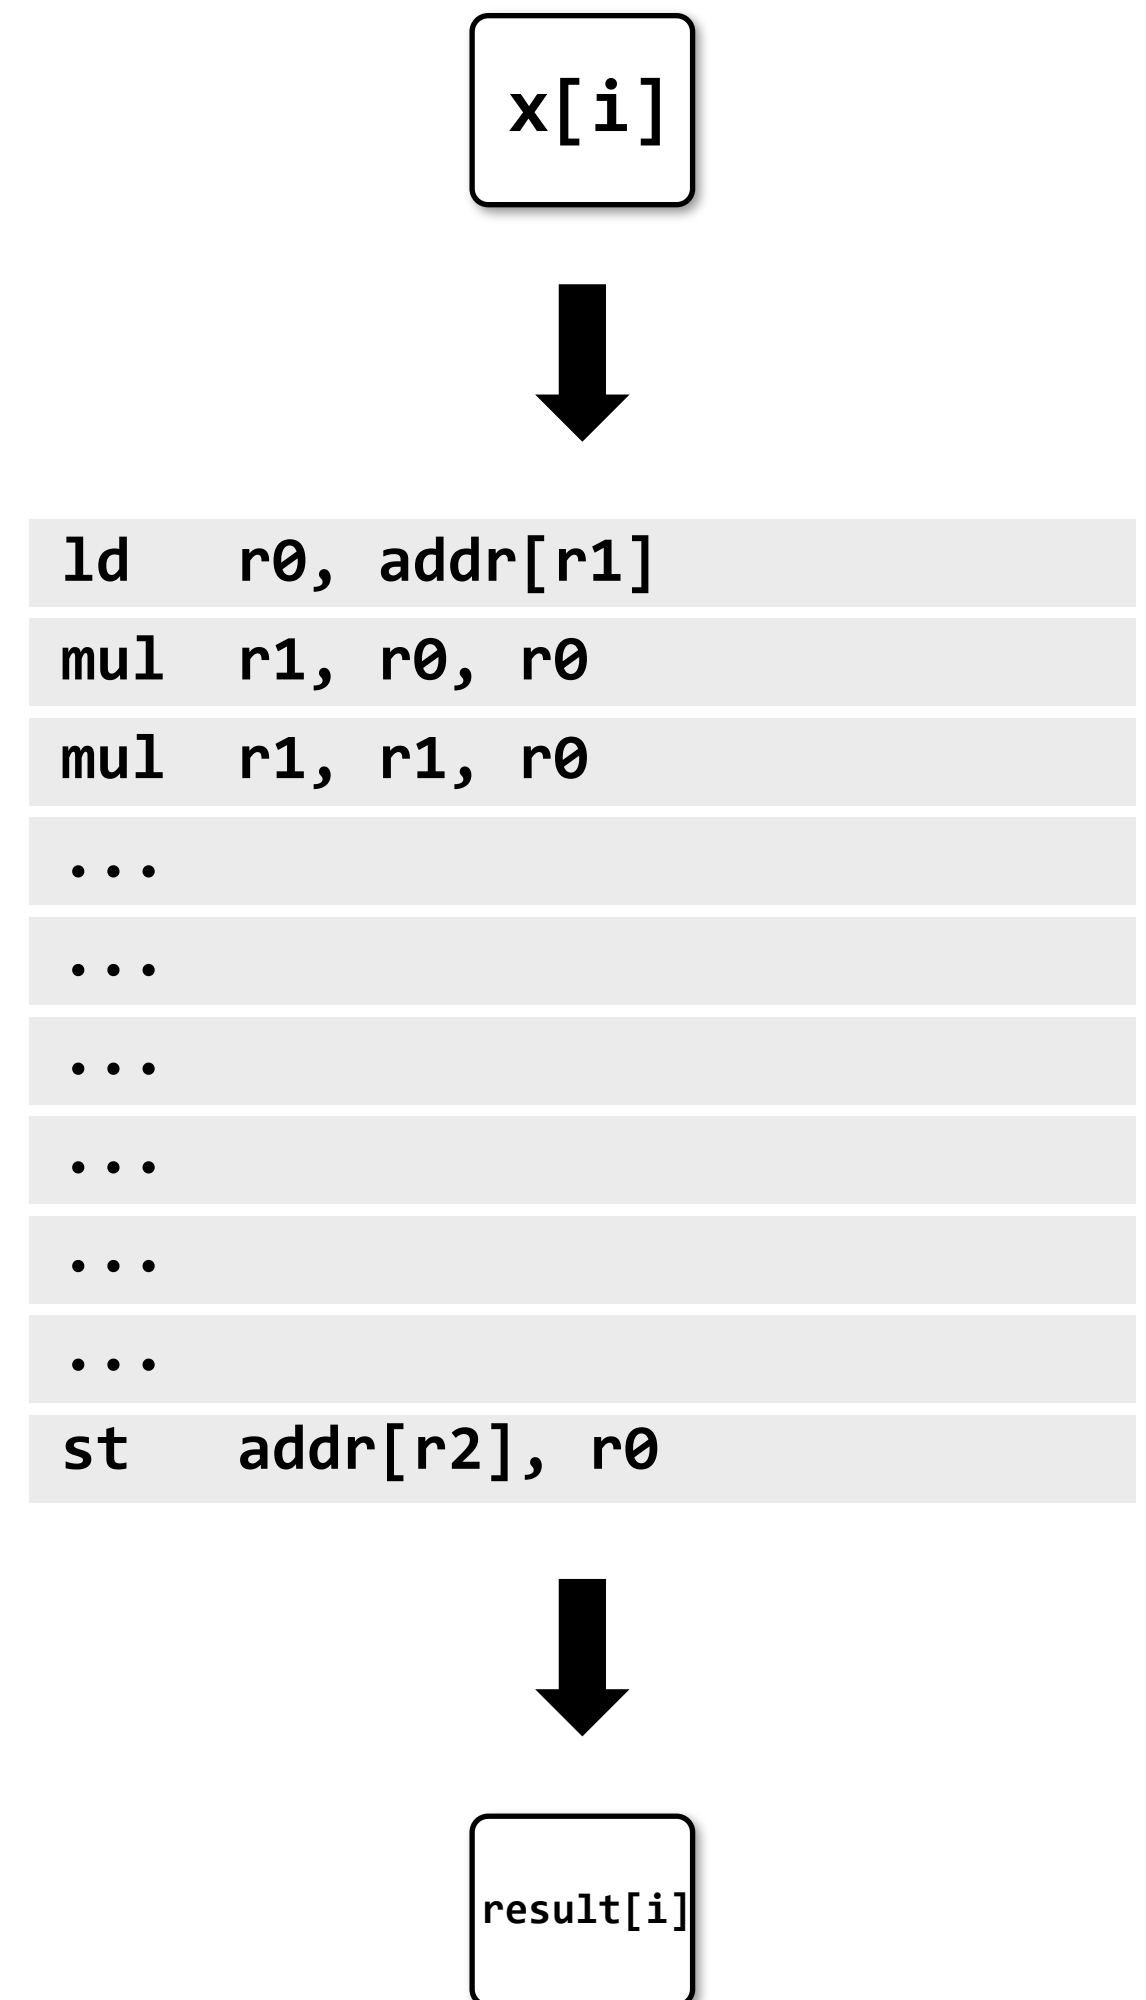 x[i]
ld   r0, addr[r1]
mul  r1, r0, r0
mul  r1, r1, r0
...
...
...
...
...
...
st   addr[r2], r0
result[i]